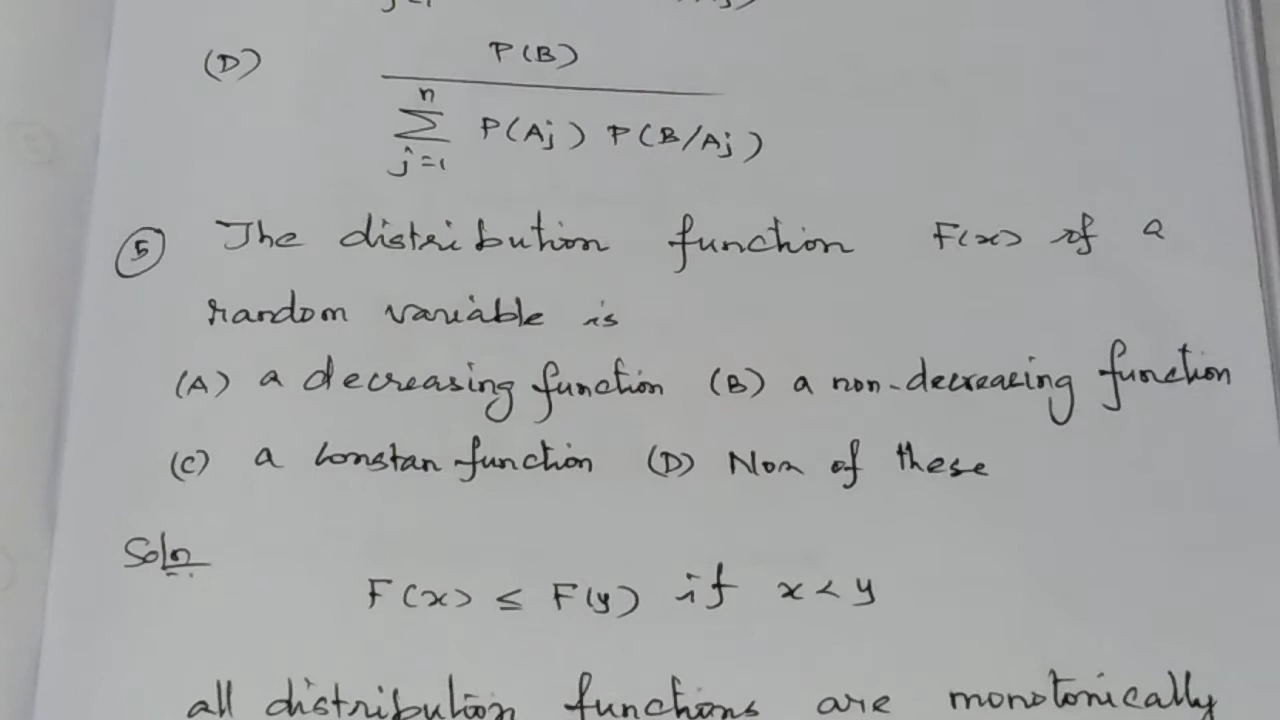 (D) P(B)
n
∑ P(Aj) P(B/Aj)
j=1
(5) The distribution function F(x) of a
random variable is
(A) a decreasing function (B) a non-decreasing function
(C) a constan function (D) Non of these
Soln
F(x) ≤ F(y) if x < y
all distribution functions are monotonically